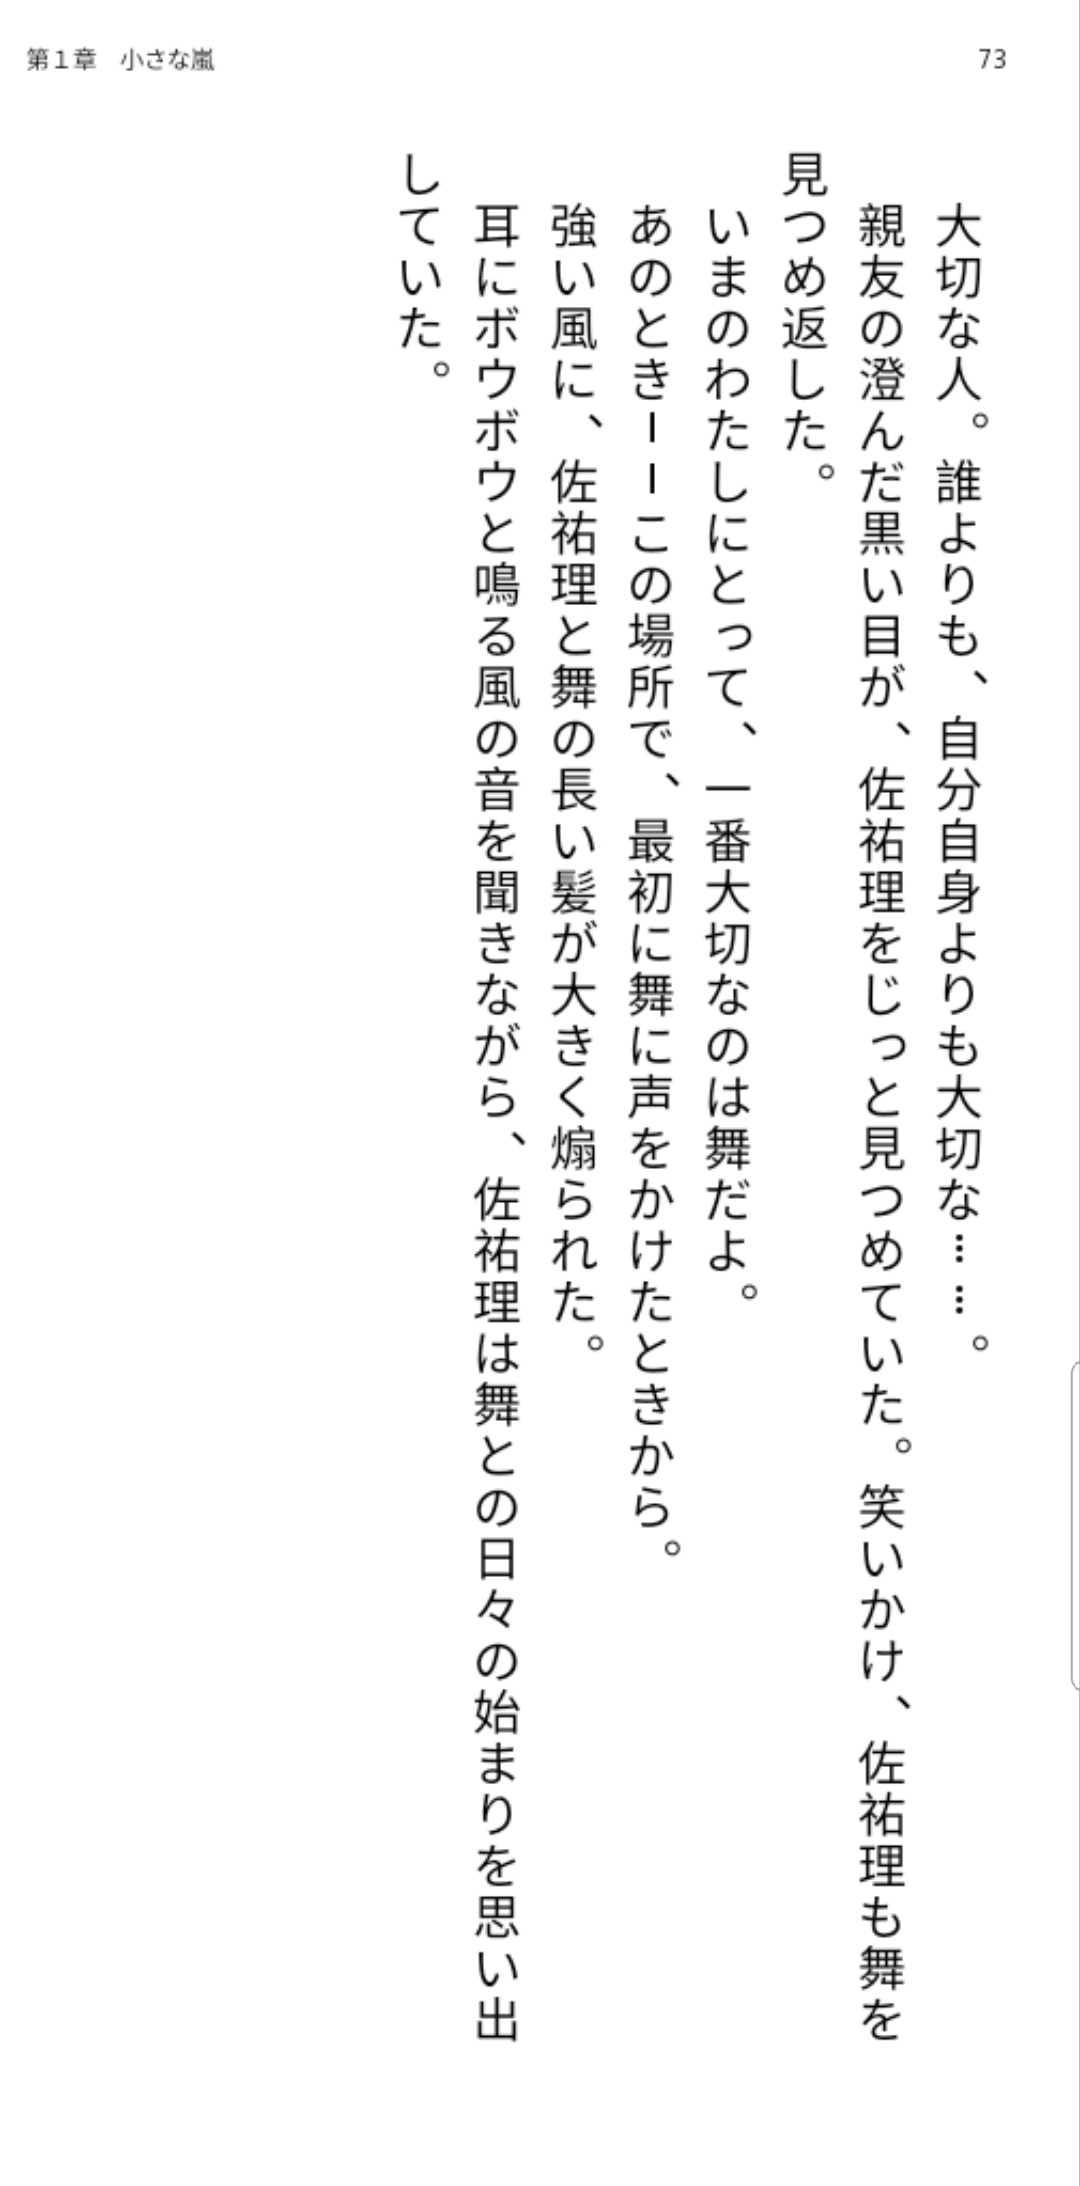 第１章　小さな嵐
73
　大切な人。誰よりも、自分自身よりも大切な……。
　親友の澄んだ黒い目が、佐祐理をじっと見つめていた。笑いかけ、佐祐理も舞を
見つめ返した。
　いまのわたしにとって、一番大切なのは舞だよ。
　あのときーーこの場所で、最初に舞に声をかけたときから。
　強い風に、佐祐理と舞の長い髪が大きく煽られた。
　耳にボウボウと鳴る風の音を聞きながら、佐祐理は舞との日々の始まりを思い出
していた。